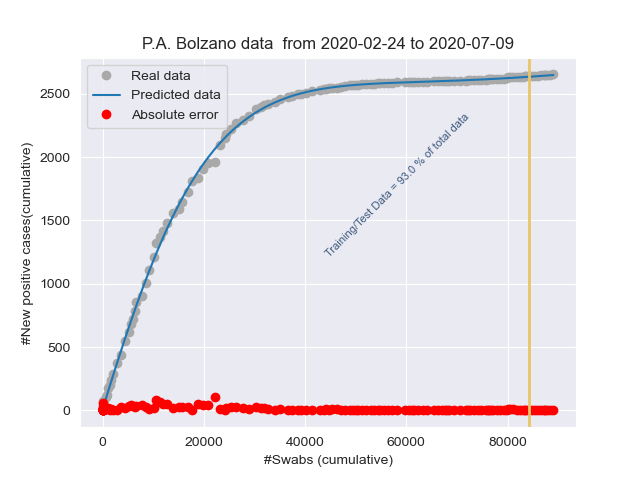 P.A. Bolzano data  from 2020-02-24 to 2020-07-09
Real data
Predicted data
Absolute error
Training/Test Data = 93.0 % of total data
#New positive cases(cumulative)
2500
2000
1500
1000
500
0
0 20000 40000 60000 80000
#Swabs (cumulative)